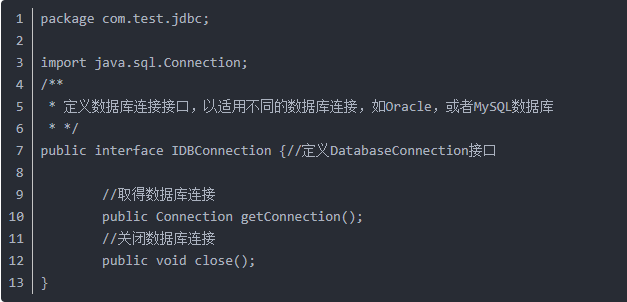 1 package com.test.jdbc;
2
3 import java.sql.Connection;
4 /**
5  * 定义数据库连接接口，以适用不同的数据库连接，如Oracle，或者MySQL数据库
6  * */
7 public interface IDBConnection {//定义DatabaseConnection接口
8
9         //取得数据库连接
10         public Connection getConnection();
11         //关闭数据库连接
12         public void close();
13 }